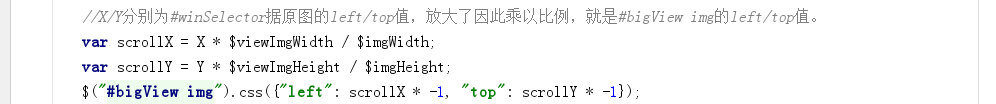 //X/Y分别为#winSelector据原图的left/top值，放大了因此乘以比例，就是#bigView img的left/top值。
var scrollX = X * $viewImgWidth / $imgWidth;
var scrollY = Y * $viewImgHeight / $imgHeight;
$("#bigView img").css({"left": scrollX * -1, "top": scrollY * -1});